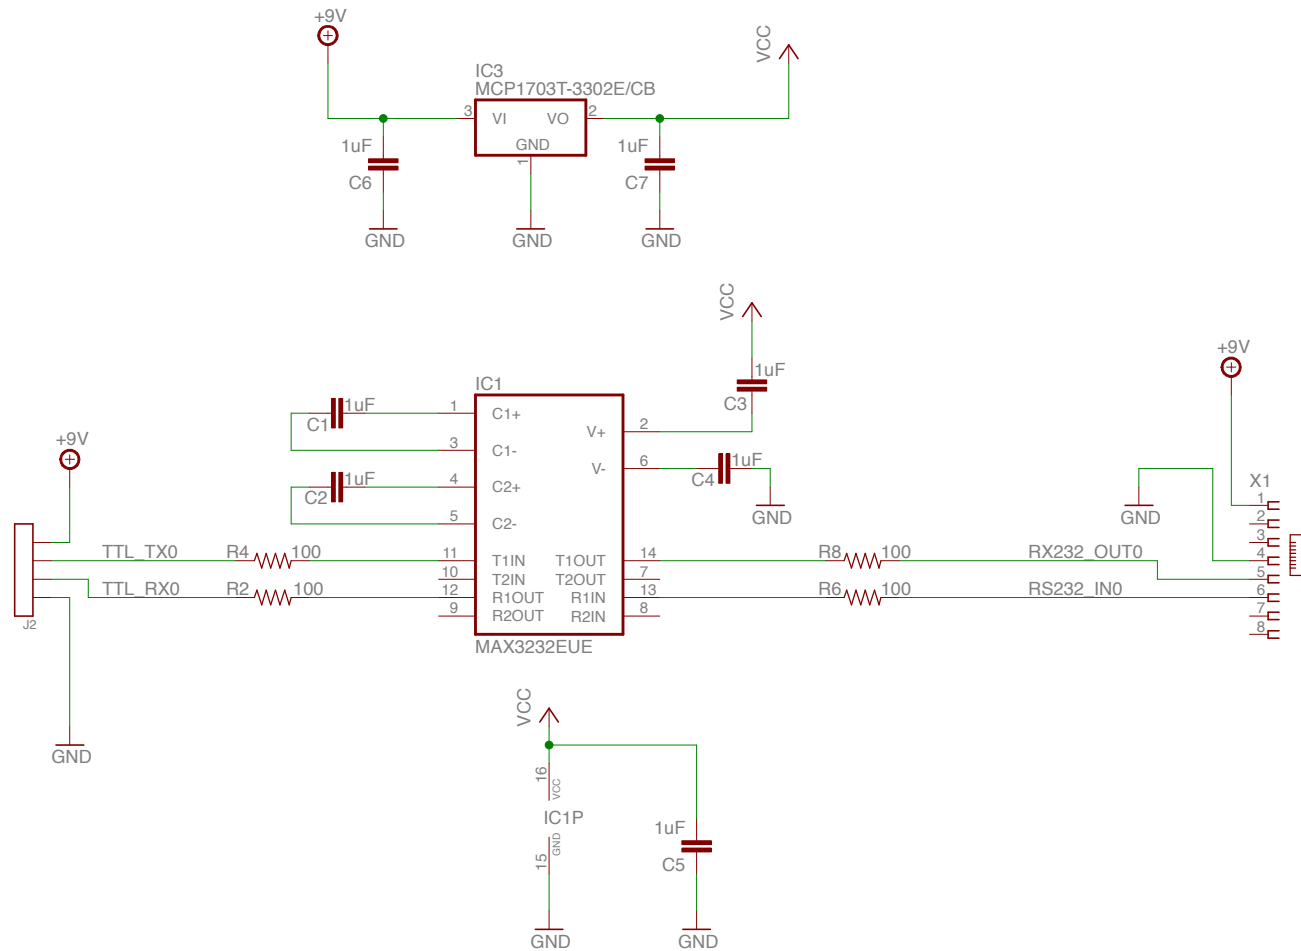 +9V
VCC
IC3
MCP1703T-3302E/CB
3 VI VO 2
GND
1
1uF
C6
1uF
C7
GND
GND
GND
VCC
1uF
C3
+9V
IC1
1uF
C1
1 C1+
3 C1-
1uF
C2
4 C2+
5 C2-
V+ 2
V- 6
1uF
C4
GND
+9V
GND
X1
1
2
3
4
5
6
7
8
TTL_TX0 R4 100 11 T1IN T1OUT 14 R8 100 RX232_OUT0
10 T2IN T2OUT 7
TTL_RX0 R2 100 12 R1OUT R1IN 13 R6 100 RS232_IN0
9 R2OUT R2IN 8
J2
MAX3232EUE
GND
VCC
16 VCC
IC1P
15 GND
1uF
C5
GND
GND